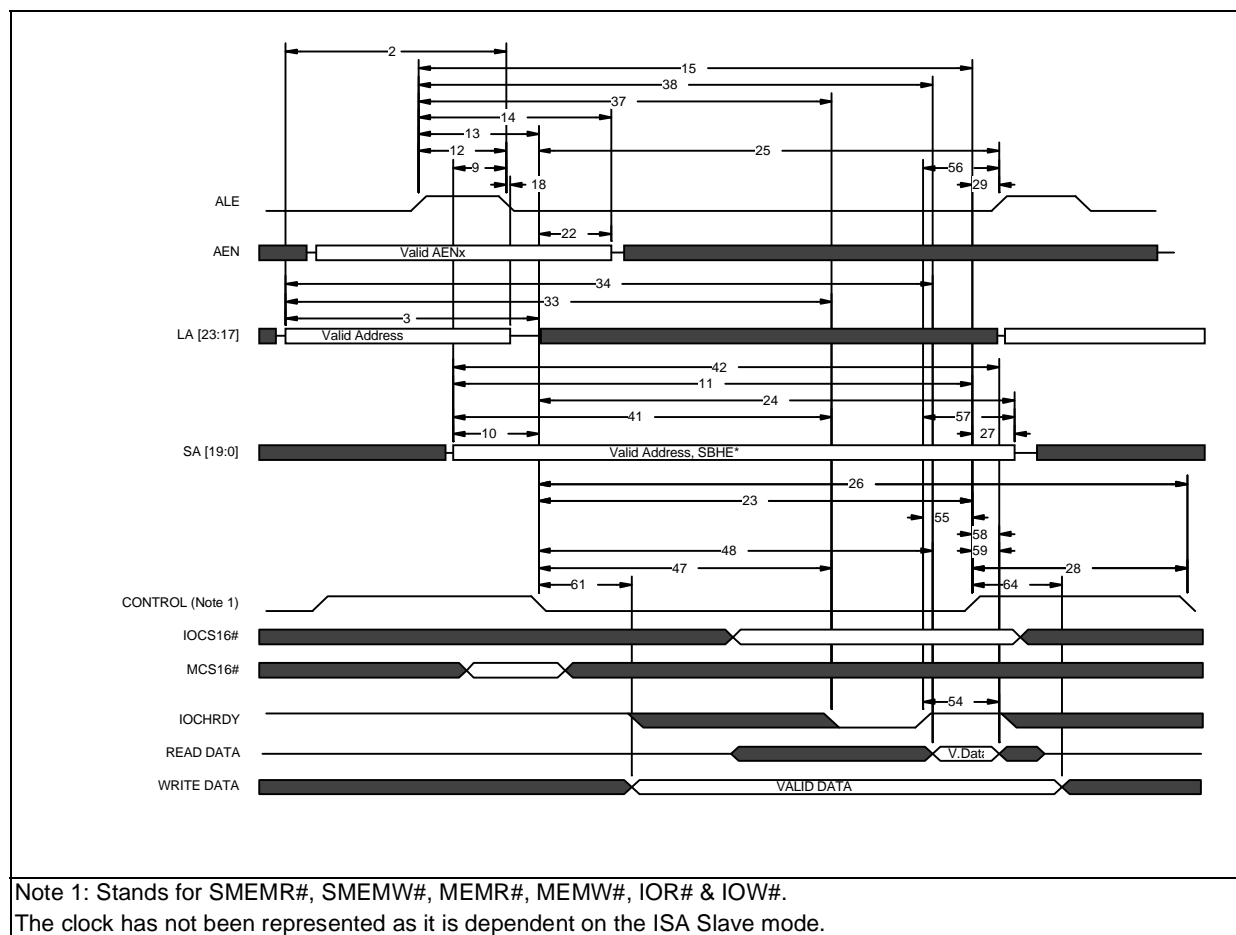 2
15
38
37
14
13
12
25
9
56
18
29
ALE
22
AEN
Valid AENx
34
33
3
LA [23:17]
Valid Address
42
11
24
41
57
10
27
SA [19:0]
Valid Address, SBHE*
26
23
55
58
48
59
47
28
61
64
CONTROL (Note 1)
IOCS16#
MCS16#
54
IOCHRDY
READ DATA
V.Data
WRITE DATA
VALID DATA
Note 1: Stands for SMEMR#, SMEMW#, MEMR#, MEMW#, IOR# & IOW#.
The clock has not been represented as it is dependent on the ISA Slave mode.